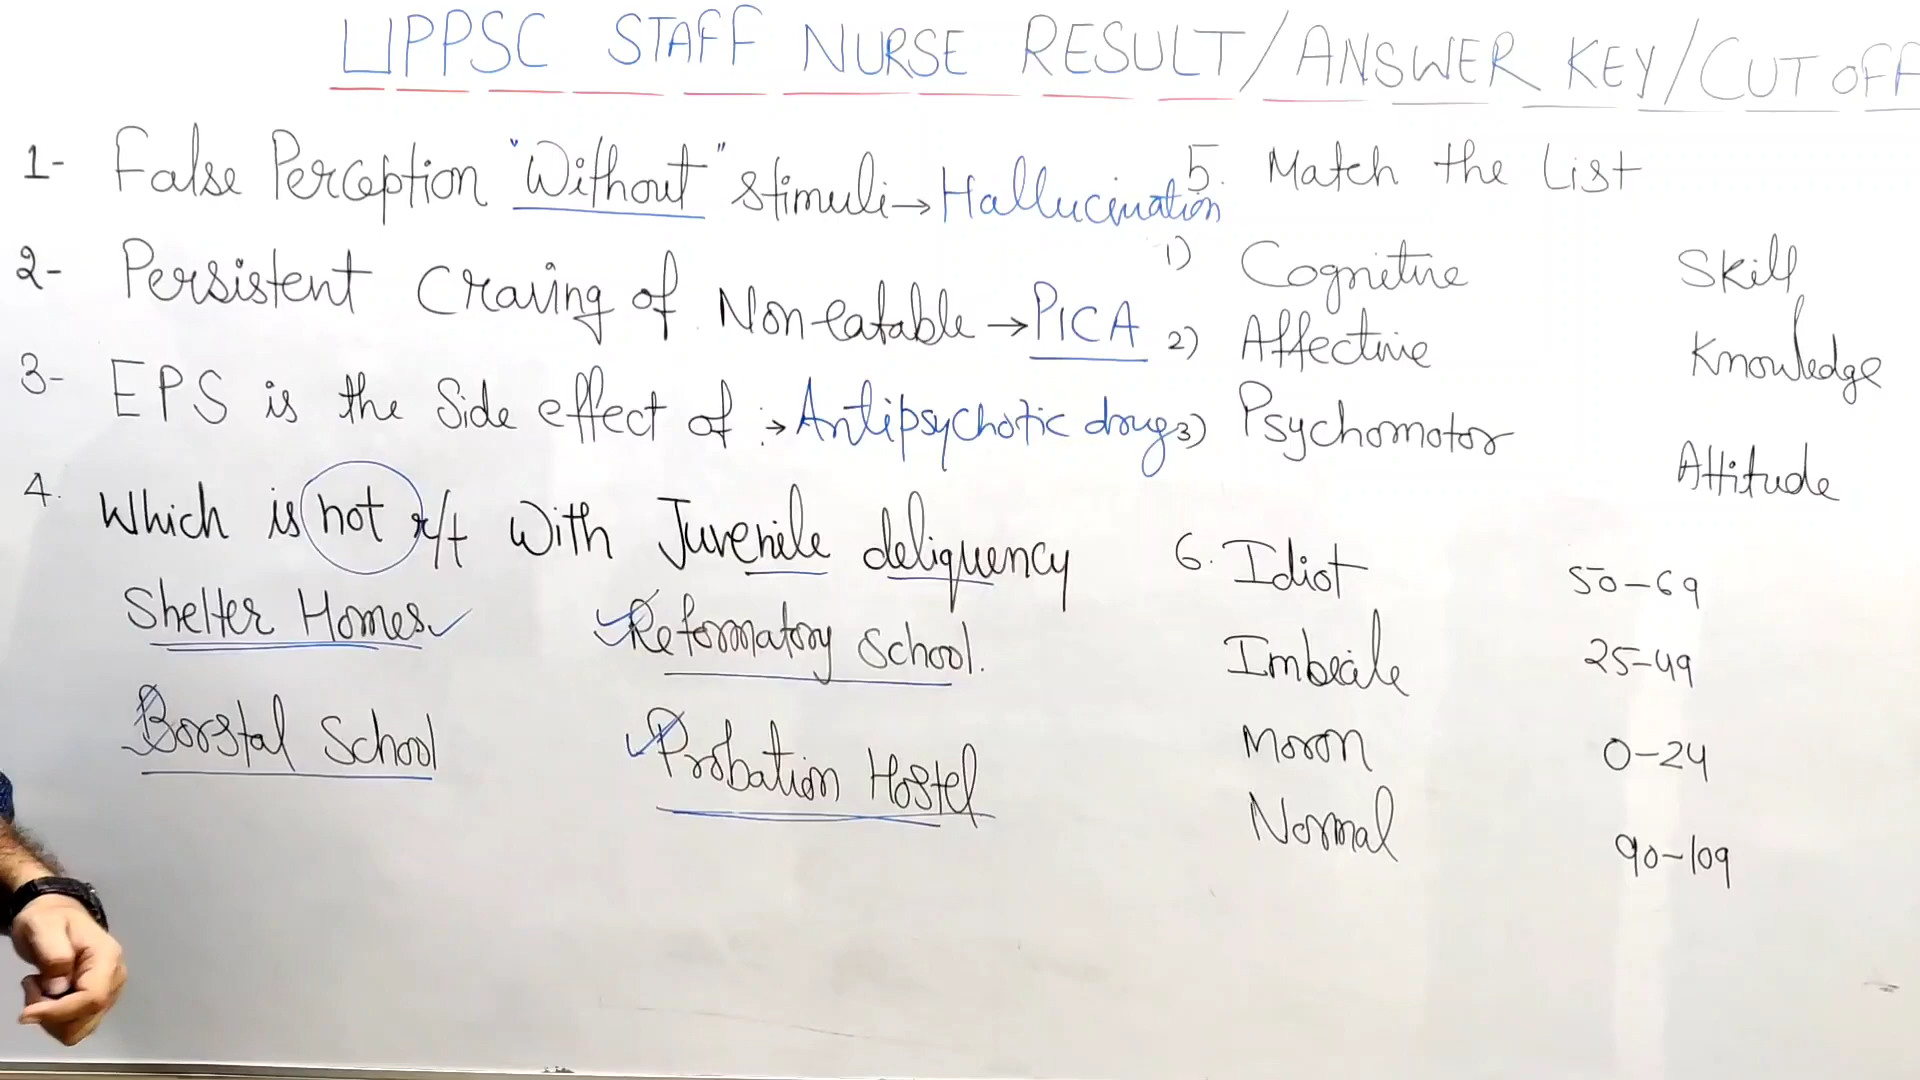 UPPSC STAFF NURSE RESULT/ANSWER KEY/CUT OFF
1- False Perception "Without" stimuli→Hallucination
2- Persistent Craving of Non-eatable →PICA
3- EPS is the Side effect of :→Antipsychotic drugs
4. Which is not r/t With Juvenile deliquency
Shelter Homes✓ ✓Reformatory School.
✓Borstal School ✓Probation Hostel
5. Match the List
1) Cognitive Skill
2) Affective Knowledge
3) Psychomotor Attitude
6. Idiot 50-69
Imbecile 25-49
Moron 0-24
Normal 90-109